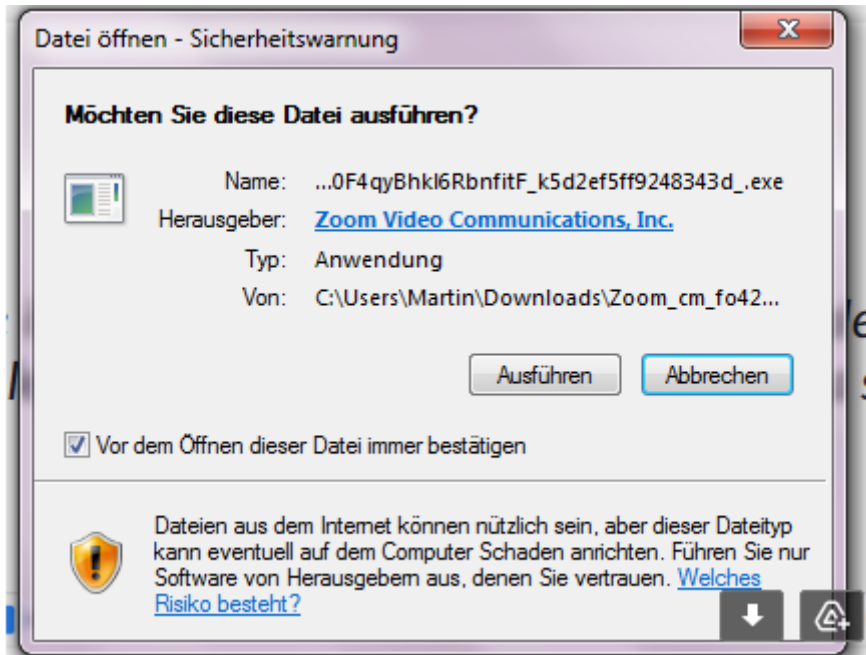 Datei öffnen - Sicherheitswarnung
Möchten Sie diese Datei ausführen?
Name: ...0F4qyBhkl6RbnfitF_k5d2ef5ff9248343d_.exe
Herausgeber: Zoom Video Communications, Inc.
Typ: Anwendung
Von: C:\Users\Martin\Downloads\Zoom_cm_fo42...
Ausführen Abbrechen
Vor dem Öffnen dieser Datei immer bestätigen
Dateien aus dem Internet können nützlich sein, aber dieser Dateityp
kann eventuell auf dem Computer Schaden anrichten. Führen Sie nur
Software von Herausgebern aus, denen Sie vertrauen. Welches
Risiko besteht?